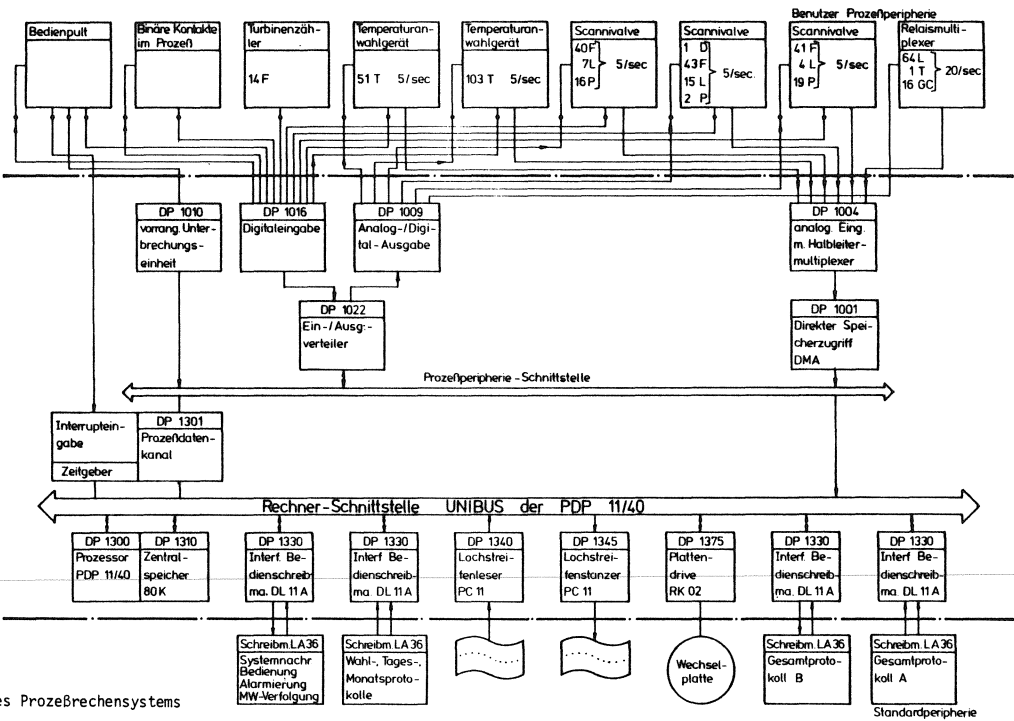 Benutzer Prozeßperipherie
Bedienpult
Binäre Kontakte
im Prozeß
Turbinenzäh-
ler
14 F
Temperaturan-
wahlgerät
51 T 5/sec
Temperaturan-
wahlgerät
103 T 5/sec
Scannivalve
40F
7L
16P
5/sec
Scannivalve
1 D
43F
15 L
2 P
5/sec.
Scannivalve
41 F
4 L
19 P
5/sec
Relaismulti-
plexer
64L
1 T
16 GC
20/sec
DP 1010
vorrang. Unter-
brechungs-
einheit
DP 1016
Digitaleingabe
DP 1009
Analog-/Digi-
tal-Ausgabe
DP 1004
analog. Eing.
m. Halbleiter-
multiplexer
DP 1022
Ein-/Ausg:-
verteiler
DP 1001
Direkter Spei-
cherzugriff
DMA
Prozeßperipherie-Schnittstelle
Interruptein-
gabe
Zeitgeber
DP 1301
Prozeßdaten-
kanal
Rechner-Schnittstelle UNIBUS der PDP 11/40
DP 1300
Prozessor
PDP 11/40
DP 1310
Zentral-
speicher
80K
DP 1330
Interf. Be-
dienschreib-
ma. DL 11 A
DP 1330
Interf. Be-
dienschreib-
ma. DL 11 A
DP 1340
Lochstrei-
fenleser
PC 11
DP 1345
Lochstrei-
fenstanzer
PC 11
DP 1375
Platten-
drive
RK 02
DP 1330
Interf. Be-
dienschreib-
ma. DL 11 A
DP 1330
Interf. Be-
dienschreib-
ma. DL 11 A
Schreibm. LA36
Systemnachr
Bedienung
Alarmierung
MW-Verfolgung
Schreibm. LA 36
Wahl-, Tages-,
Monatsproto-
kolle
Wechsel-
platte
Schreibm. LA 36
Gesamtproto-
koll B
Schreibm. LA 36
Gesamtproto-
koll A
es Prozeßrechensystems
Standardperipherie